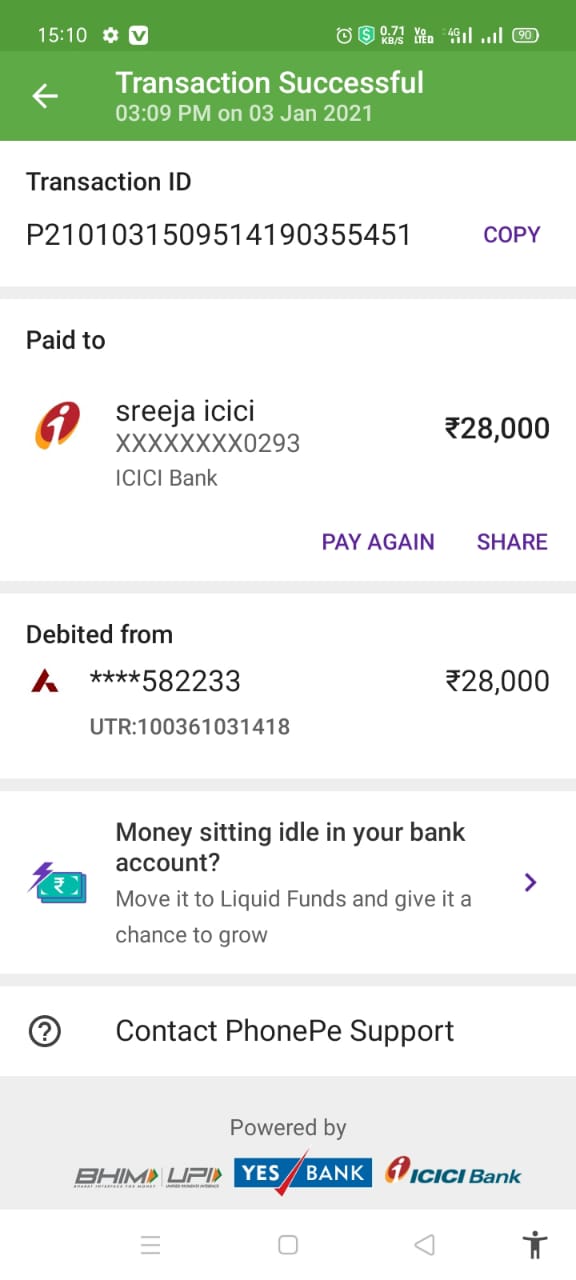 15:10
0.71 KB/S
Vo LTED
4G
90
Transaction Successful
03:09 PM on 03 Jan 2021
Transaction ID
P2101031509514190355451
COPY
Paid to
sreeja icici
₹28,000
XXXXXXXX0293
ICICI Bank
PAY AGAIN
SHARE
Debited from
****582233
₹28,000
UTR:100361031418
Money sitting idle in your bank
account?
Move it to Liquid Funds and give it a
chance to grow
Contact PhonePe Support
Powered by
BHIM
UPI
YES BANK
ICICI Bank